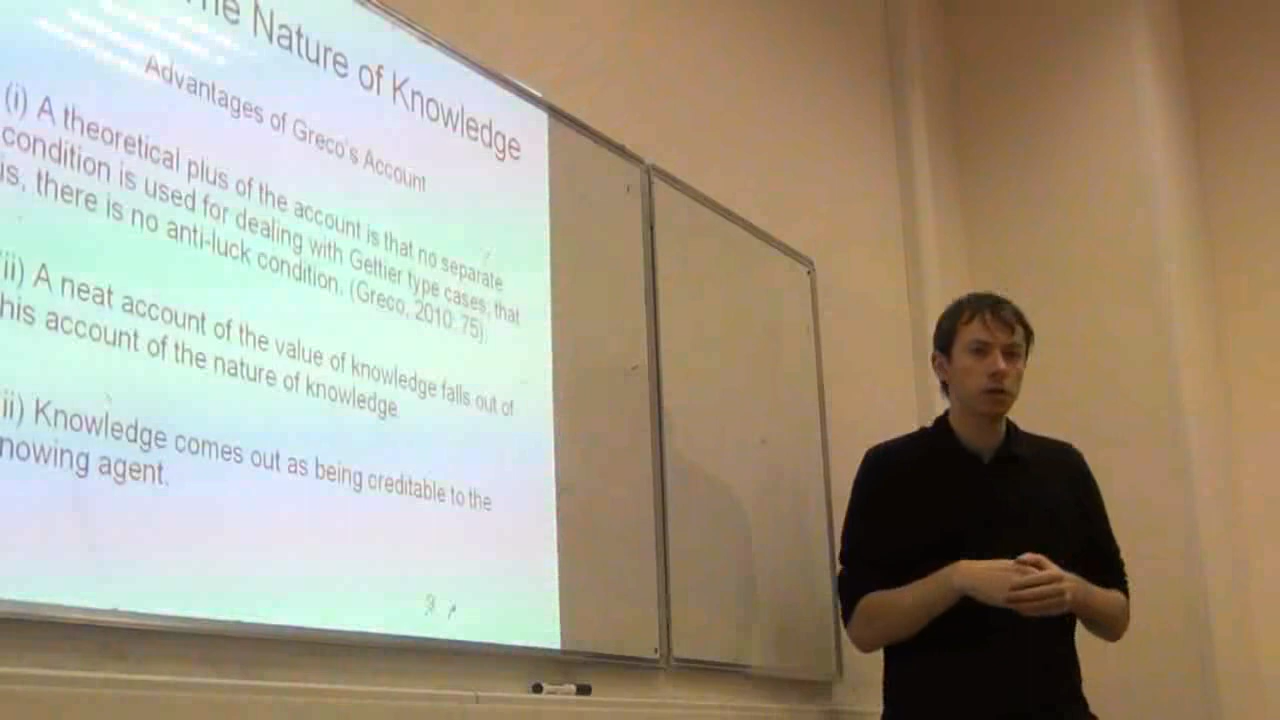 The Nature of Knowledge
Advantages of Greco's Account
(i) A theoretical plus of the account is that no separate
condition is used for dealing with Gettier type cases, that
is, there is no anti-luck condition. (Greco, 2010: 75).
ii) A neat account of the value of knowledge falls out of
his account of the nature of knowledge.
ii) Knowledge comes out as being creditable to the
nowing agent.